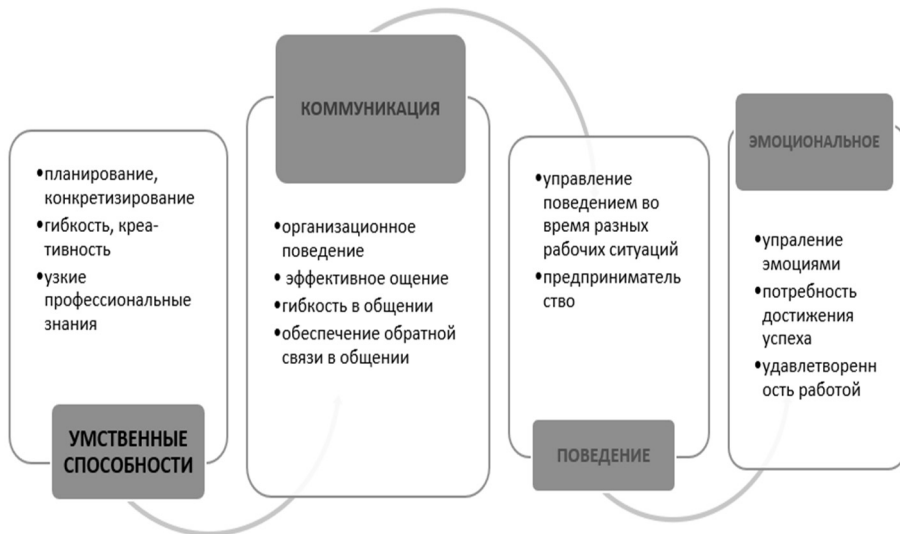 •планирование,
конкретизирование
•гибкость, креа-
тивность
•узкие
профессиональные
знания
УМСТВЕННЫЕ
СПОСОБНОСТИ
КОММУНИКАЦИЯ
•организационное
поведение
• эффективное ощение
•гибкость в общении
•обеспечение обратной
связи в общении
•управление
поведением во
время разных
рабочих ситуаций
•предприниматель
ство
ПОВЕДЕНИЕ
ЭМОЦИОНАЛЬНОЕ
•упраление
эмоциями
•потребность
достижения
успеха
•удавлетворенн
ость работой